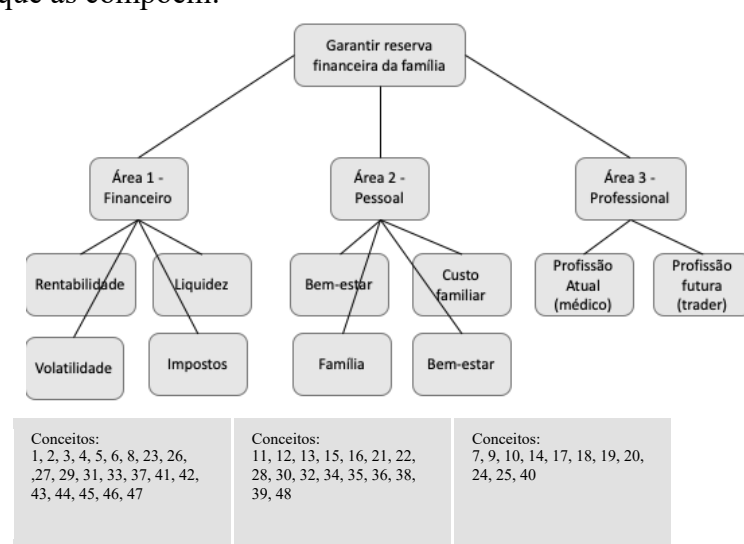 que as compõem.
Garantir reserva
financeira da família
Área 1 -
Financeiro
Área 2 -
Pessoal
Área 3 -
Professional
Rentabilidade
Liquidez
Bem-estar
Custo
familiar
Profissão
Atual
(médico)
Profissão
futura
(trader)
Volatilidade
Impostos
Família
Bem-estar
Conceitos:
1, 2, 3, 4, 5, 6, 8, 23, 26,
,27, 29, 31, 33, 37, 41, 42,
43, 44, 45, 46, 47
Conceitos:
11, 12, 13, 15, 16, 21, 22,
28, 30, 32, 34, 35, 36, 38,
39, 48
Conceitos:
7, 9, 10, 14, 17, 18, 19, 20,
24, 25, 40